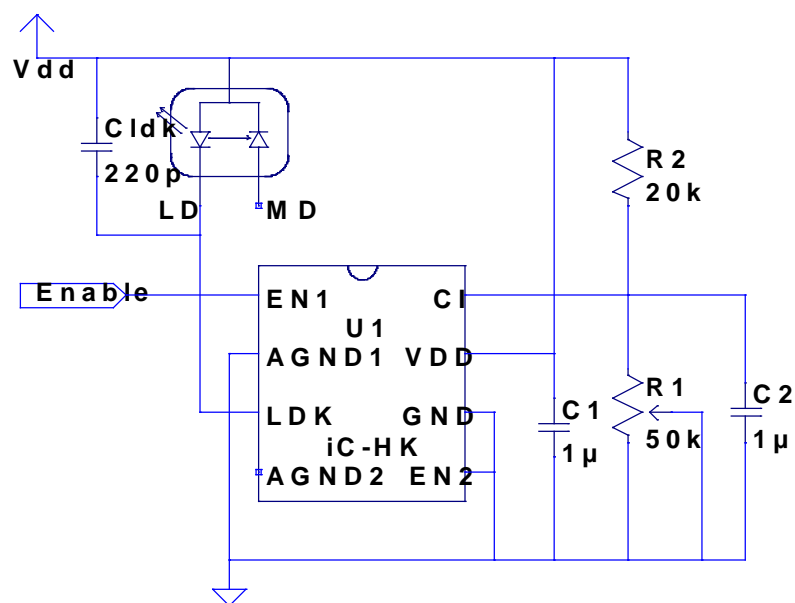 Vdd
Cldk
220p
LD
MD
R2
20k
Enable
EN1
CI
U1
AGND1
VDD
LDK
GND
iC-HK
AGND2
EN2
C1
1µ
R1
50k
C2
1µ